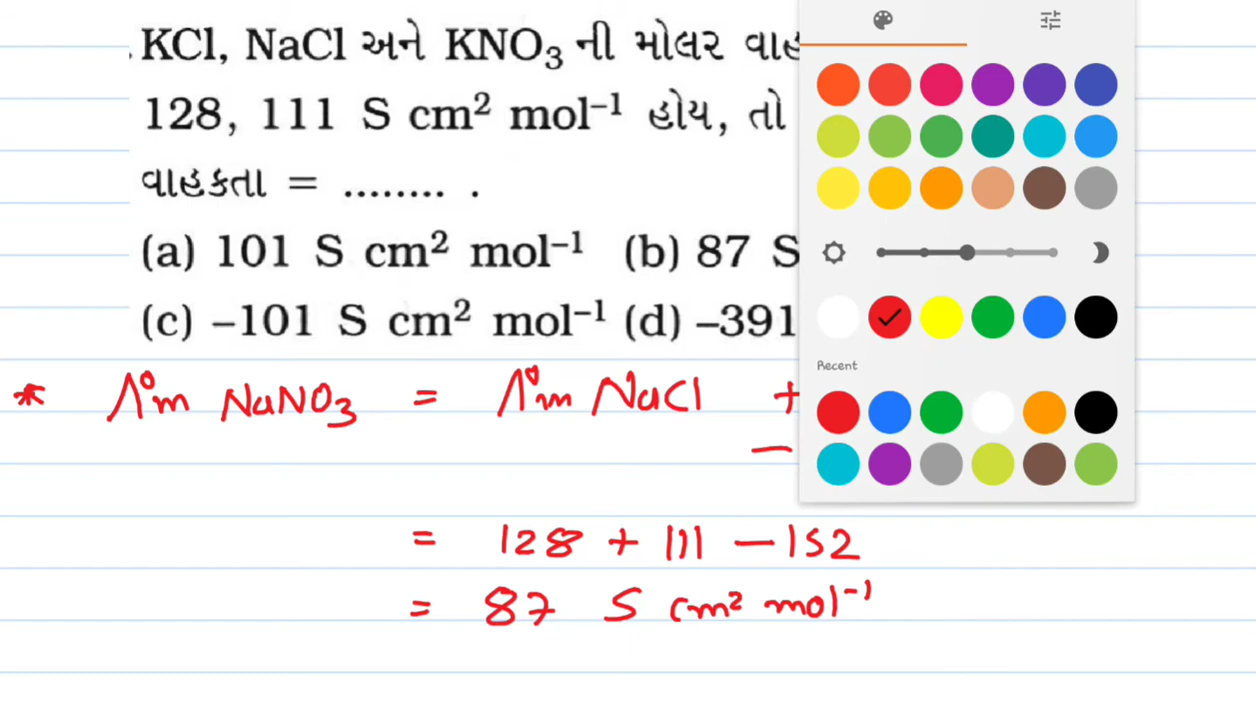 KCl, NaCl અને KNO₃ ની મોલર
128, 111 S cm² mol⁻¹ હોય, તો
વાહકતા = ........ .
(a) 101 S cm² mol⁻¹ (b) 87 S
(c) –101 S cm² mol⁻¹ (d) –391
Recent
* Λ°m NaNO₃ = Λ°m NaCl +
–
= 128 + 111 – 152
= 87 S cm² mol⁻¹